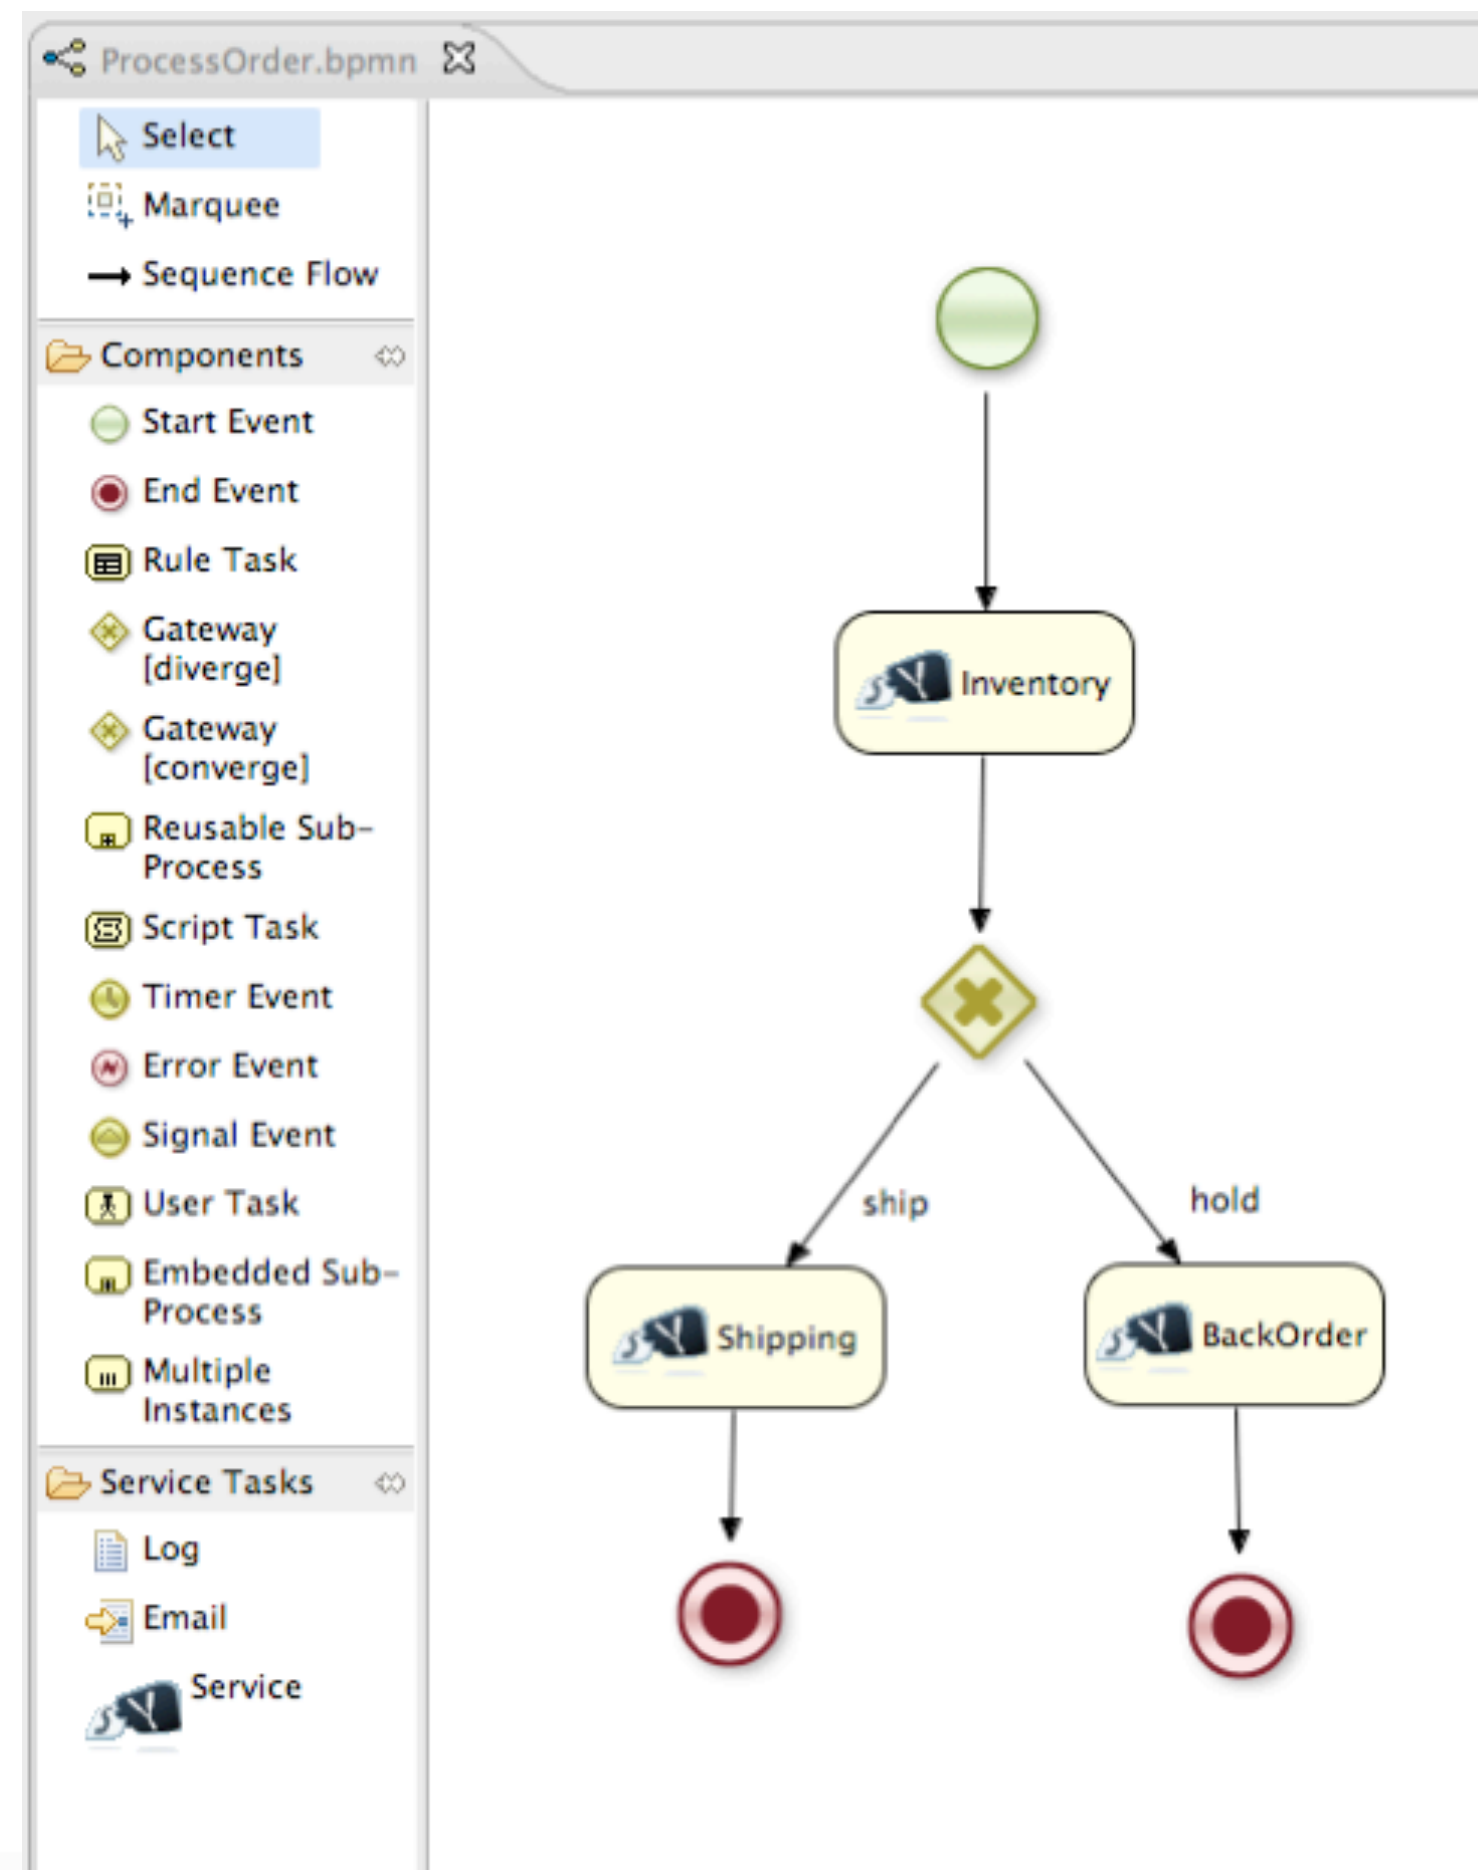 ProcessOrder.bpmn
Select
Marquee
Sequence Flow
Components
Start Event
End Event
Rule Task
Gateway
[diverge]
Gateway
[converge]
Reusable Sub-
Process
Script Task
Timer Event
Error Event
Signal Event
User Task
Embedded Sub-
Process
Multiple
Instances
Service Tasks
Log
Email
Service
Inventory
ship
hold
Shipping
BackOrder